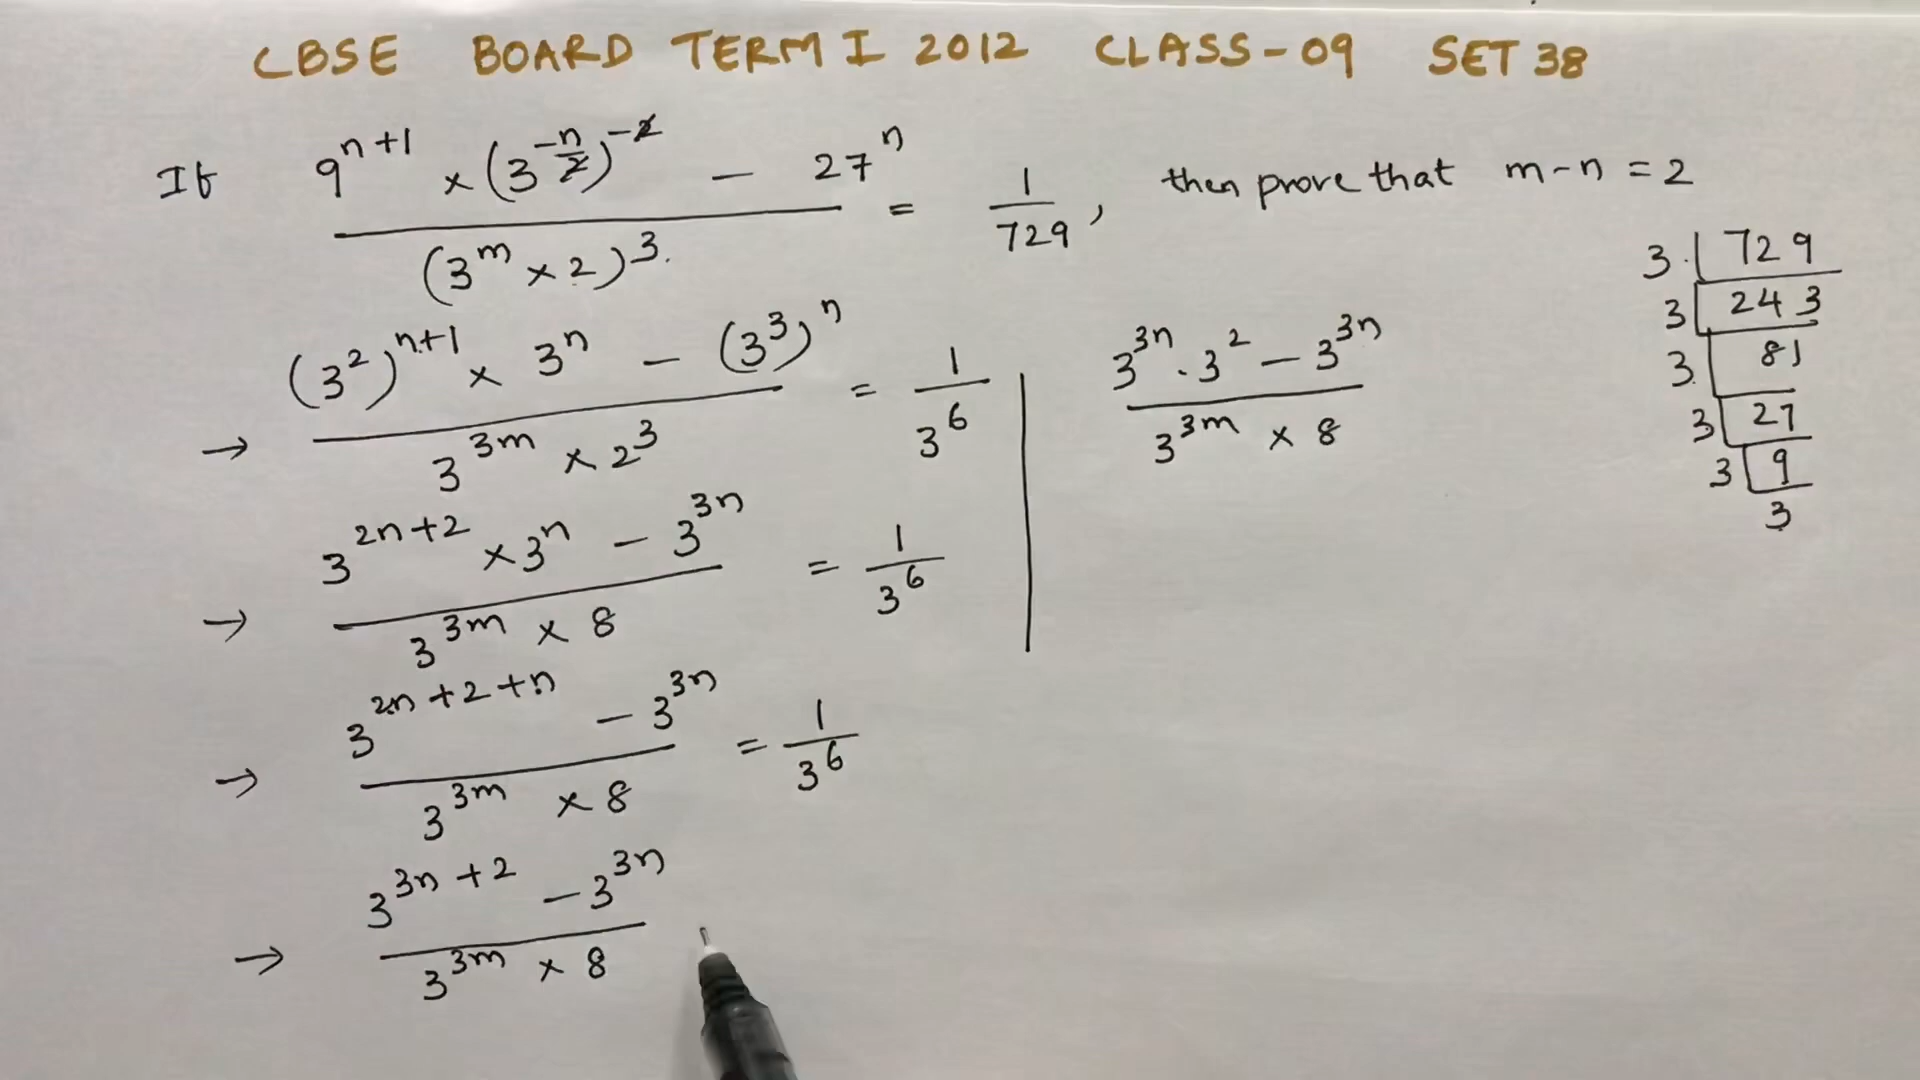 CBSE BOARD TERM I 2012 CLASS-09 SET 38
If (9^(n+1) × (3^(-n/2))^(-2) - 27^n) / (3^m × 2)^3 = 1/729, then prove that m-n = 2
→ ((3^2)^(n+1) × 3^n - (3^3)^n) / (3^(3m) × 2^3) = 1/3^6
→ (3^(2n+2) × 3^n - 3^(3n)) / (3^(3m) × 8) = 1/3^6
→ (3^(2n+2+n) - 3^(3n)) / (3^(3m) × 8) = 1/3^6
→ (3^(3n+2) - 3^(3n)) / (3^(3m) × 8)
(3^(3n) . 3^2 - 3^(3n)) / (3^(3m) × 8)
3 | 729
3 | 243
3 | 81
3 | 27
3 | 9
3